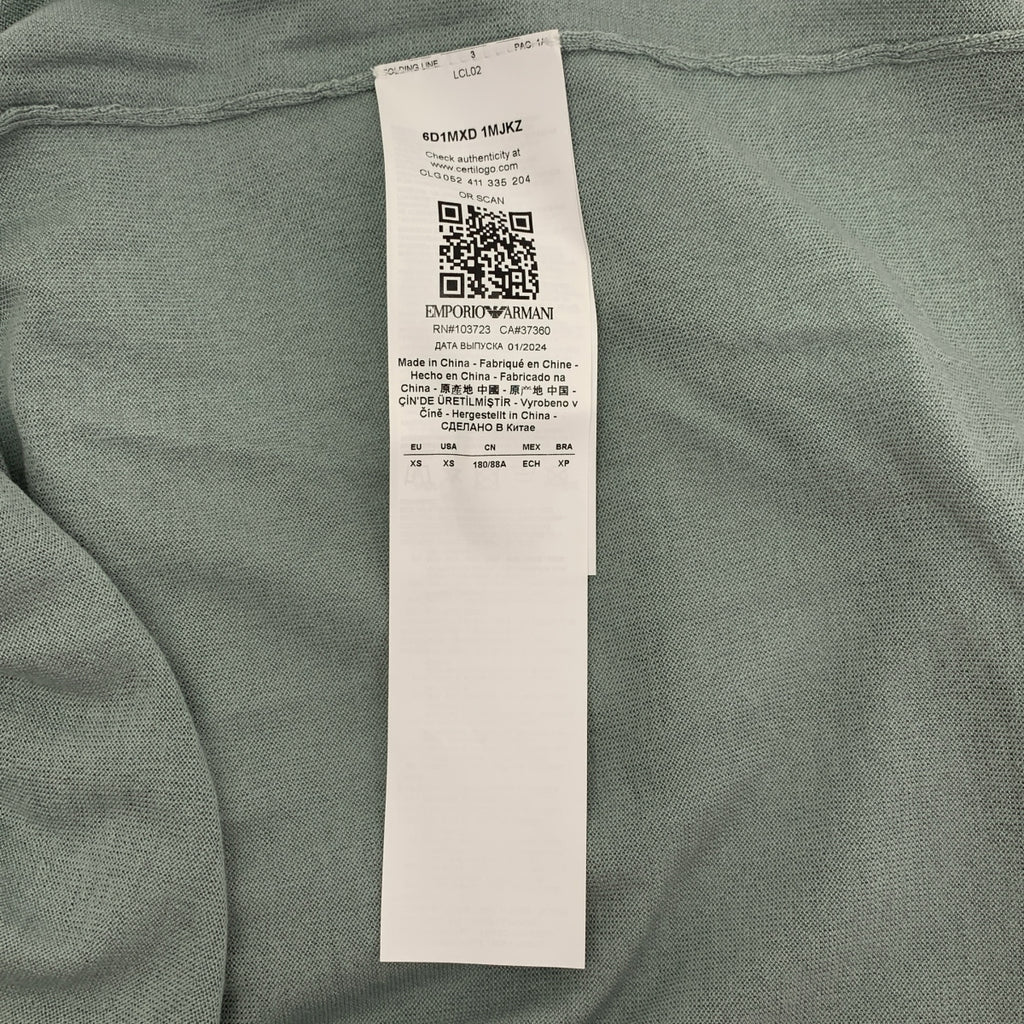 FOLDING LINE 3 PAG. 1/
LCL02
6D1MXD 1MJKZ
Check authenticity at
www.certilogo.com
CLG 052 411 335 204
OR SCAN
EMPORIO ARMANI
RN#103723 CA#37360
ДАТА ВЫПУСКА 01/2024
Made in China - Fabriqué en Chine -
Hecho en China - Fabricado na
China - 原產地 中國 - 原产地 中国 -
ÇİN'DE ÜRETİLMİŞTİR - Vyrobeno v
Číně - Hergestellt in China -
СДЕЛАНО В Китае
EU USA CN MEX BRA
XS XS 180/88A ECH XP